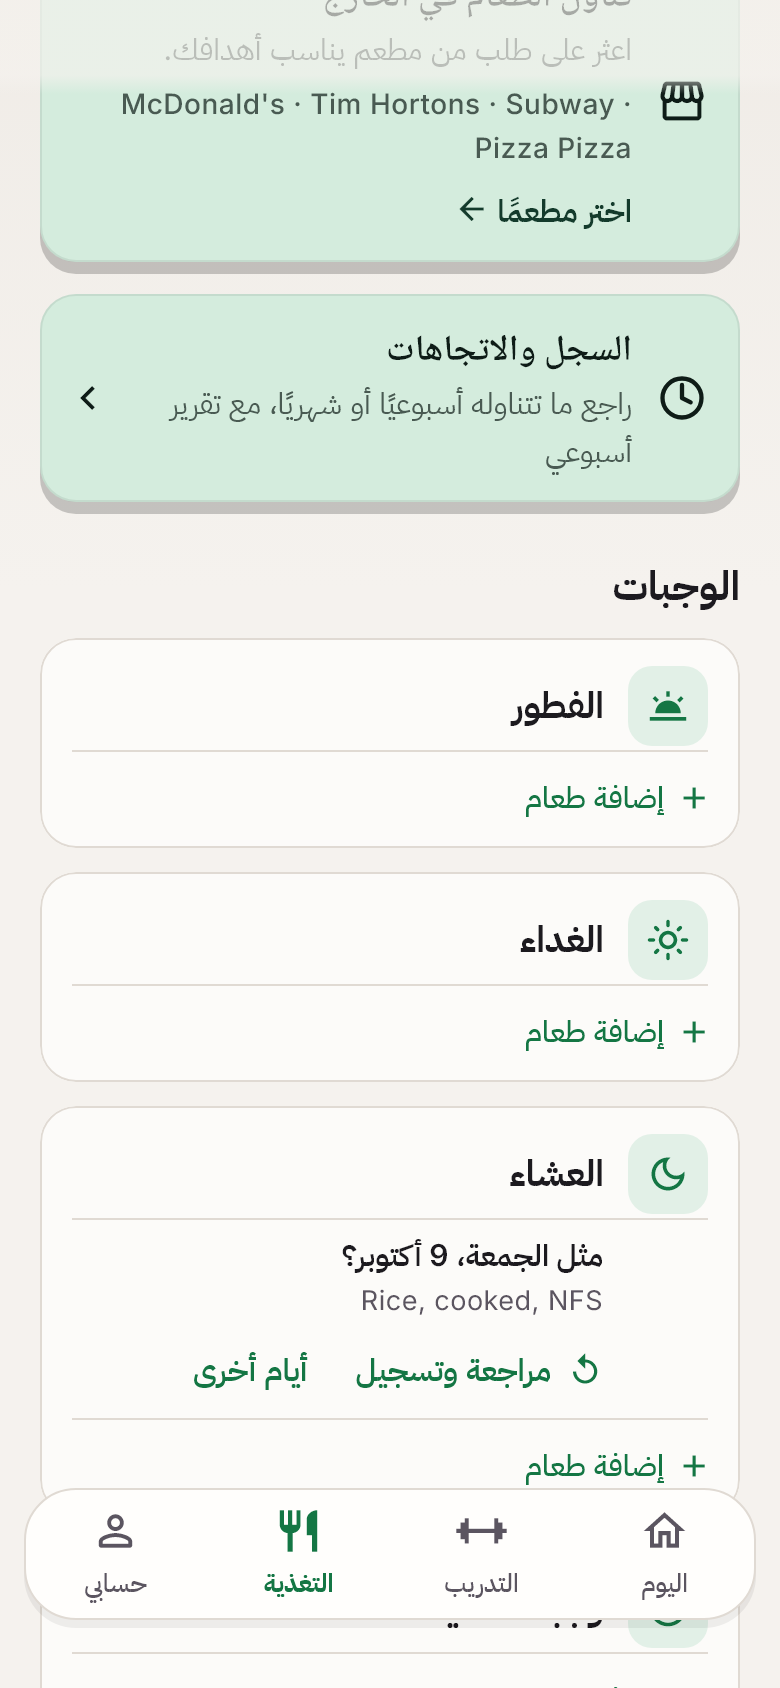 اعثر على طلب من مطعم يناسب أهدافك.
McDonald's · Tim Hortons · Subway ·
Pizza Pizza
اختر مطعمًا ←
السجل والاتجاهات
راجع ما تتناوله أسبوعيًا أو شهريًا، مع تقرير
أسبوعي
الوجبات
الفطور
+ إضافة طعام
الغداء
+ إضافة طعام
العشاء
مثل الجمعة، 9 أكتوبر؟
Rice, cooked, NFS
مراجعة وتسجيل
أيام أخرى
+ إضافة طعام
اليوم
التدريب
التغذية
حسابي